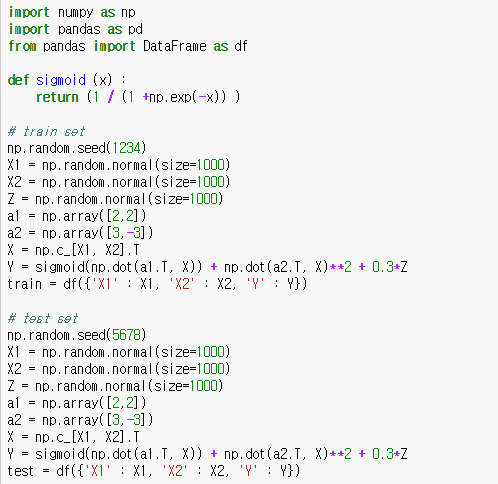 import numpy as np
import pandas as pd
from pandas import DataFrame as df
def sigmoid (x) :
return (1 / (1 +np.exp(-x)) )
# train set
np.random.seed(1234)
X1 = np.random.normal(size=1000)
X2 = np.random.normal(size=1000)
Z = np.random.normal(size=1000)
a1 = np.array([2,2])
a2 = np.array([3,-3])
X = np.c_[X1, X2].T
Y = sigmoid(np.dot(a1.T, X)) + np.dot(a2.T, X)**2 + 0.3*Z
train = df({'X1' : X1, 'X2' : X2, 'Y' : Y})
# test set
np.random.seed(5678)
X1 = np.random.normal(size=1000)
X2 = np.random.normal(size=1000)
Z = np.random.normal(size=1000)
a1 = np.array([2,2])
a2 = np.array([3,-3])
X = np.c_[X1, X2].T
Y = sigmoid(np.dot(a1.T, X)) + np.dot(a2.T, X)**2 + 0.3*Z
test = df({'X1' : X1, 'X2' : X2, 'Y' : Y})